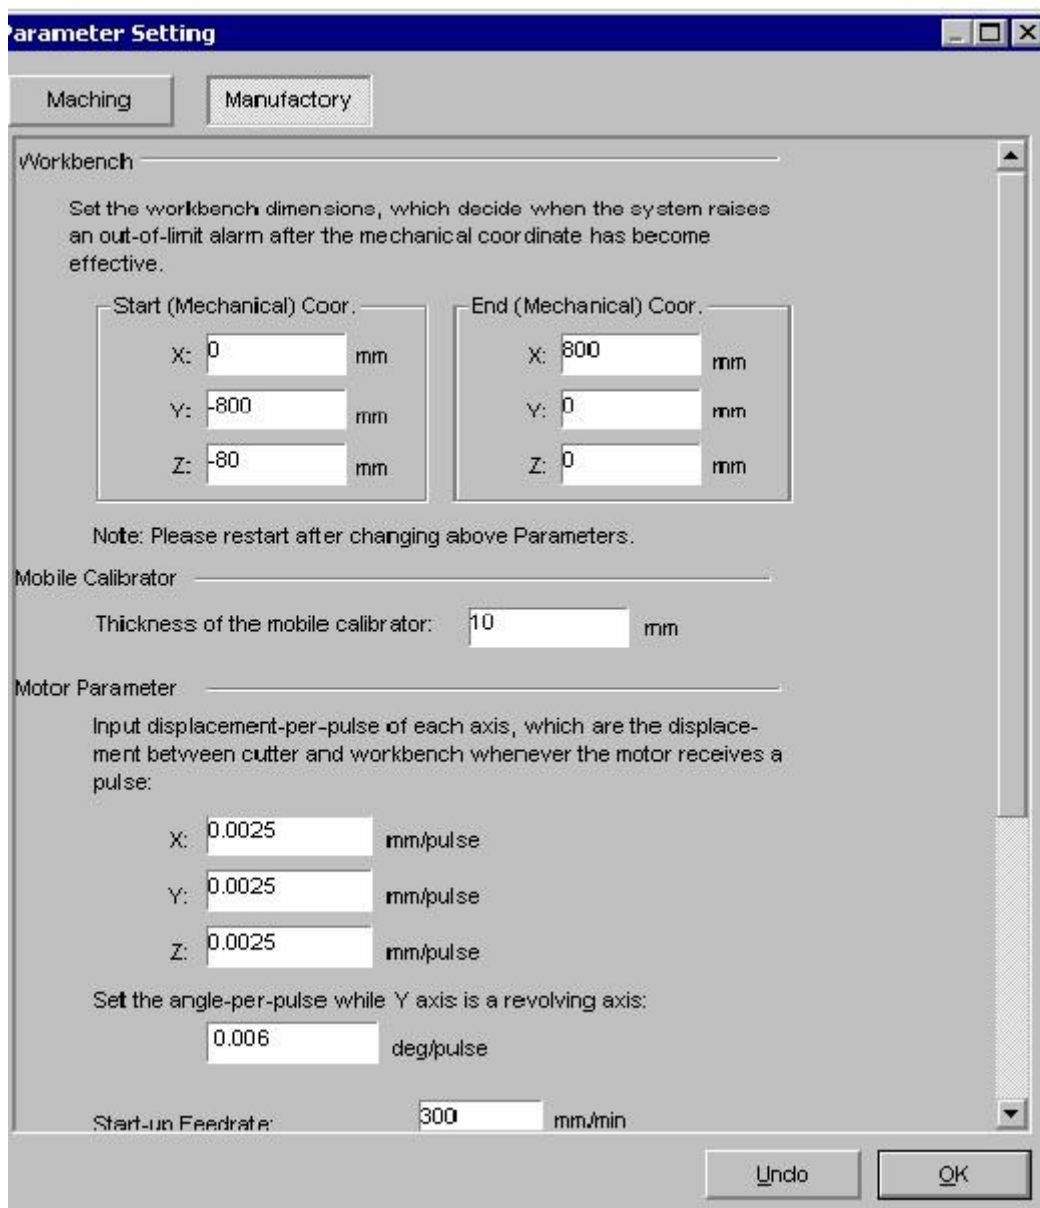 Parameter Setting
Maching
Manufactory
Workbench
Set the workbench dimensions, which decide when the system raises
an out-of-limit alarm after the mechanical coordinate has become
effective.
Start (Mechanical) Coor.
End (Mechanical) Coor.
X: 0 mm
X: 800 mm
Y: -800 mm
Y: 0 mm
Z: -80 mm
Z: 0 mm
Note: Please restart after changing above Parameters.
Mobile Calibrator
Thickness of the mobile calibrator: 10 mm
Motor Parameter
Input displacement-per-pulse of each axis, which are the displace-
ment between cutter and workbench whenever the motor receives a
pulse:
X: 0.0025 mm/pulse
Y: 0.0025 mm/pulse
Z: 0.0025 mm/pulse
Set the angle-per-pulse while Y axis is a revolving axis:
0.006 deg/pulse
Start-up Feedrate: 300 mm/min
Undo
OK